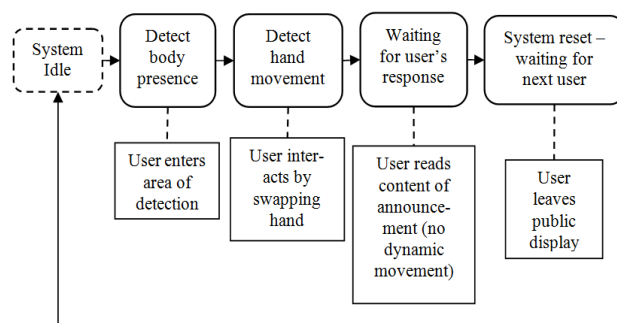 System
Idle
Detect
body
presence
Detect
hand
movement
Waiting
for user's
response
System reset –
waiting for
next user
User enters
area of
detection
User inter-
acts by
swapping
hand
User reads
content of
announce-
ment (no
dynamic
movement)
User
leaves
public
display